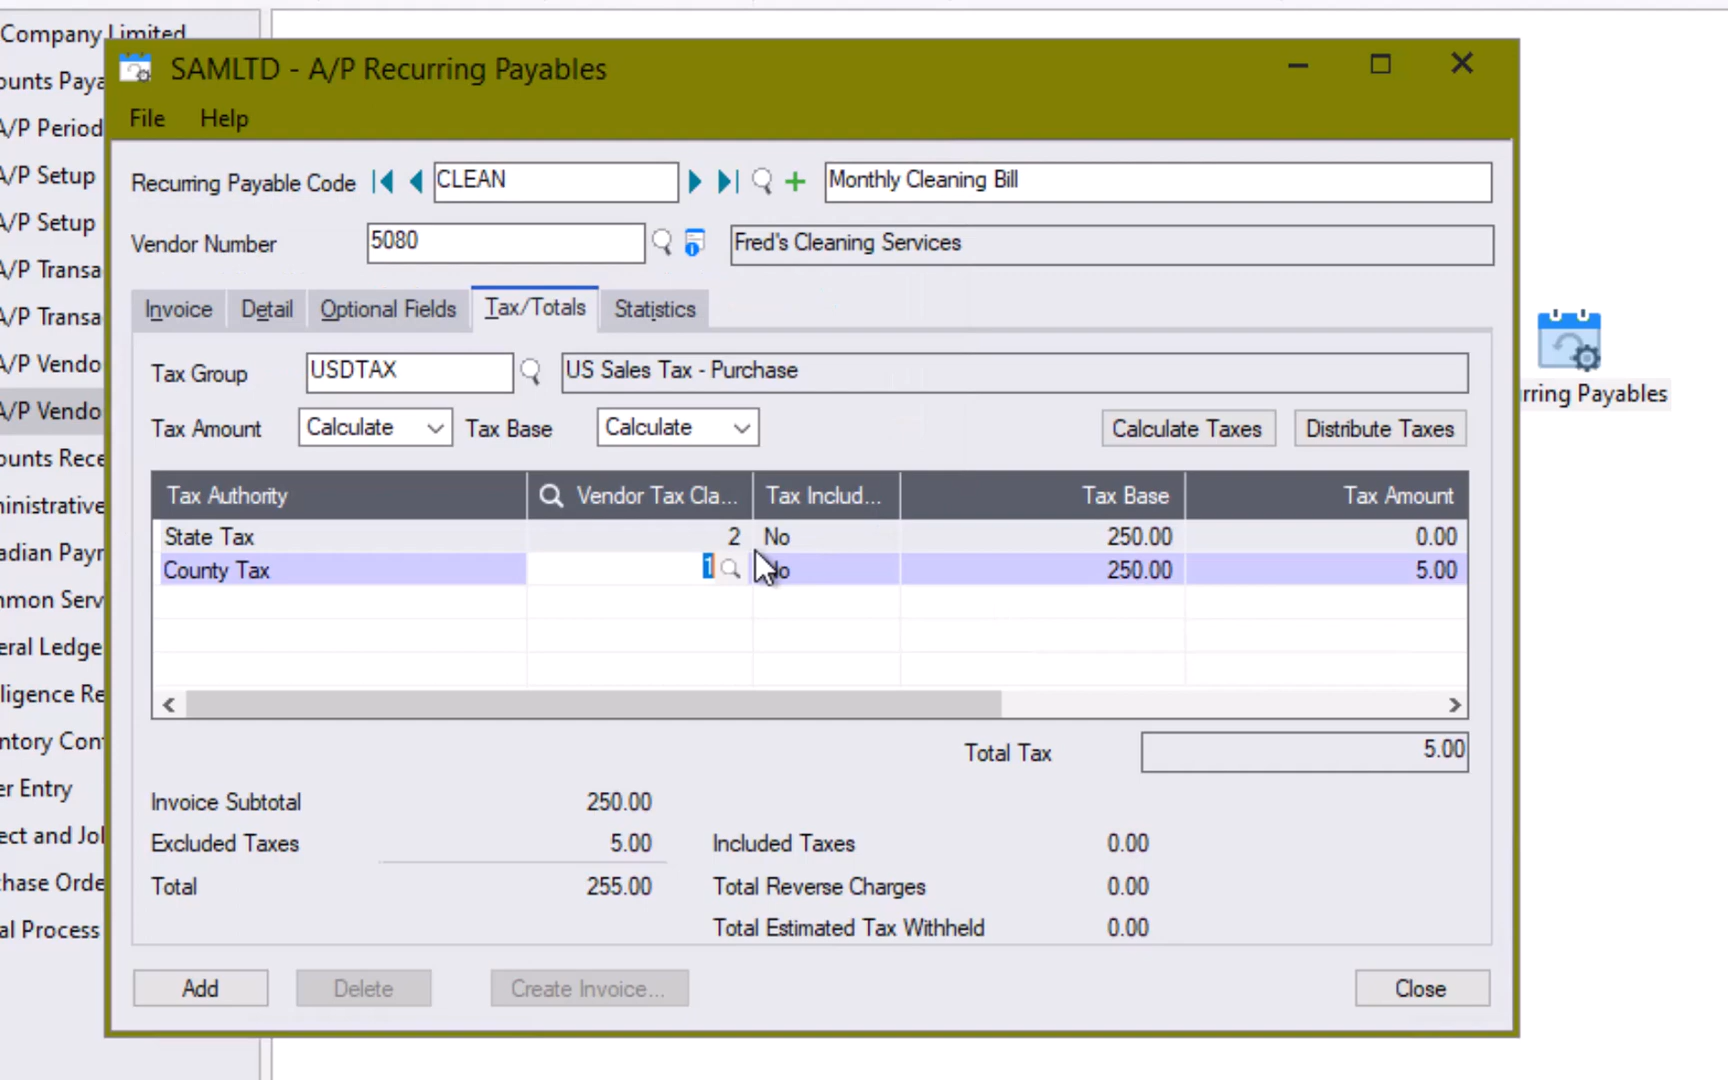 Company Limited
ounts Paya
A/P Period
A/P Setup
A/P Setup
A/P Transa
A/P Transa
A/P Vendo
A/P Vendo
ounts Rece
ninistrative
adian Payr
nmon Serv
eral Ledge
lligence Re
ntory Con
er Entry
ect and Jol
chase Orde
al Process
SAMLTD - A/P Recurring Payables
File Help
Recurring Payable Code CLEAN Monthly Cleaning Bill
Vendor Number 5080 Fred's Cleaning Services
Invoice Detail Optional Fields Tax/Totals Statistics
Tax Group USDTAX US Sales Tax - Purchase
Tax Amount Calculate Tax Base Calculate Calculate Taxes Distribute Taxes
Tax Authority Vendor Tax Cla... Tax Includ... Tax Base Tax Amount
State Tax 2 No 250.00 0.00
County Tax 1 No 250.00 5.00
Total Tax 5.00
Invoice Subtotal 250.00
Excluded Taxes 5.00 Included Taxes 0.00
Total 255.00 Total Reverse Charges 0.00
Total Estimated Tax Withheld 0.00
Add Delete Create Invoice... Close
rring Payables